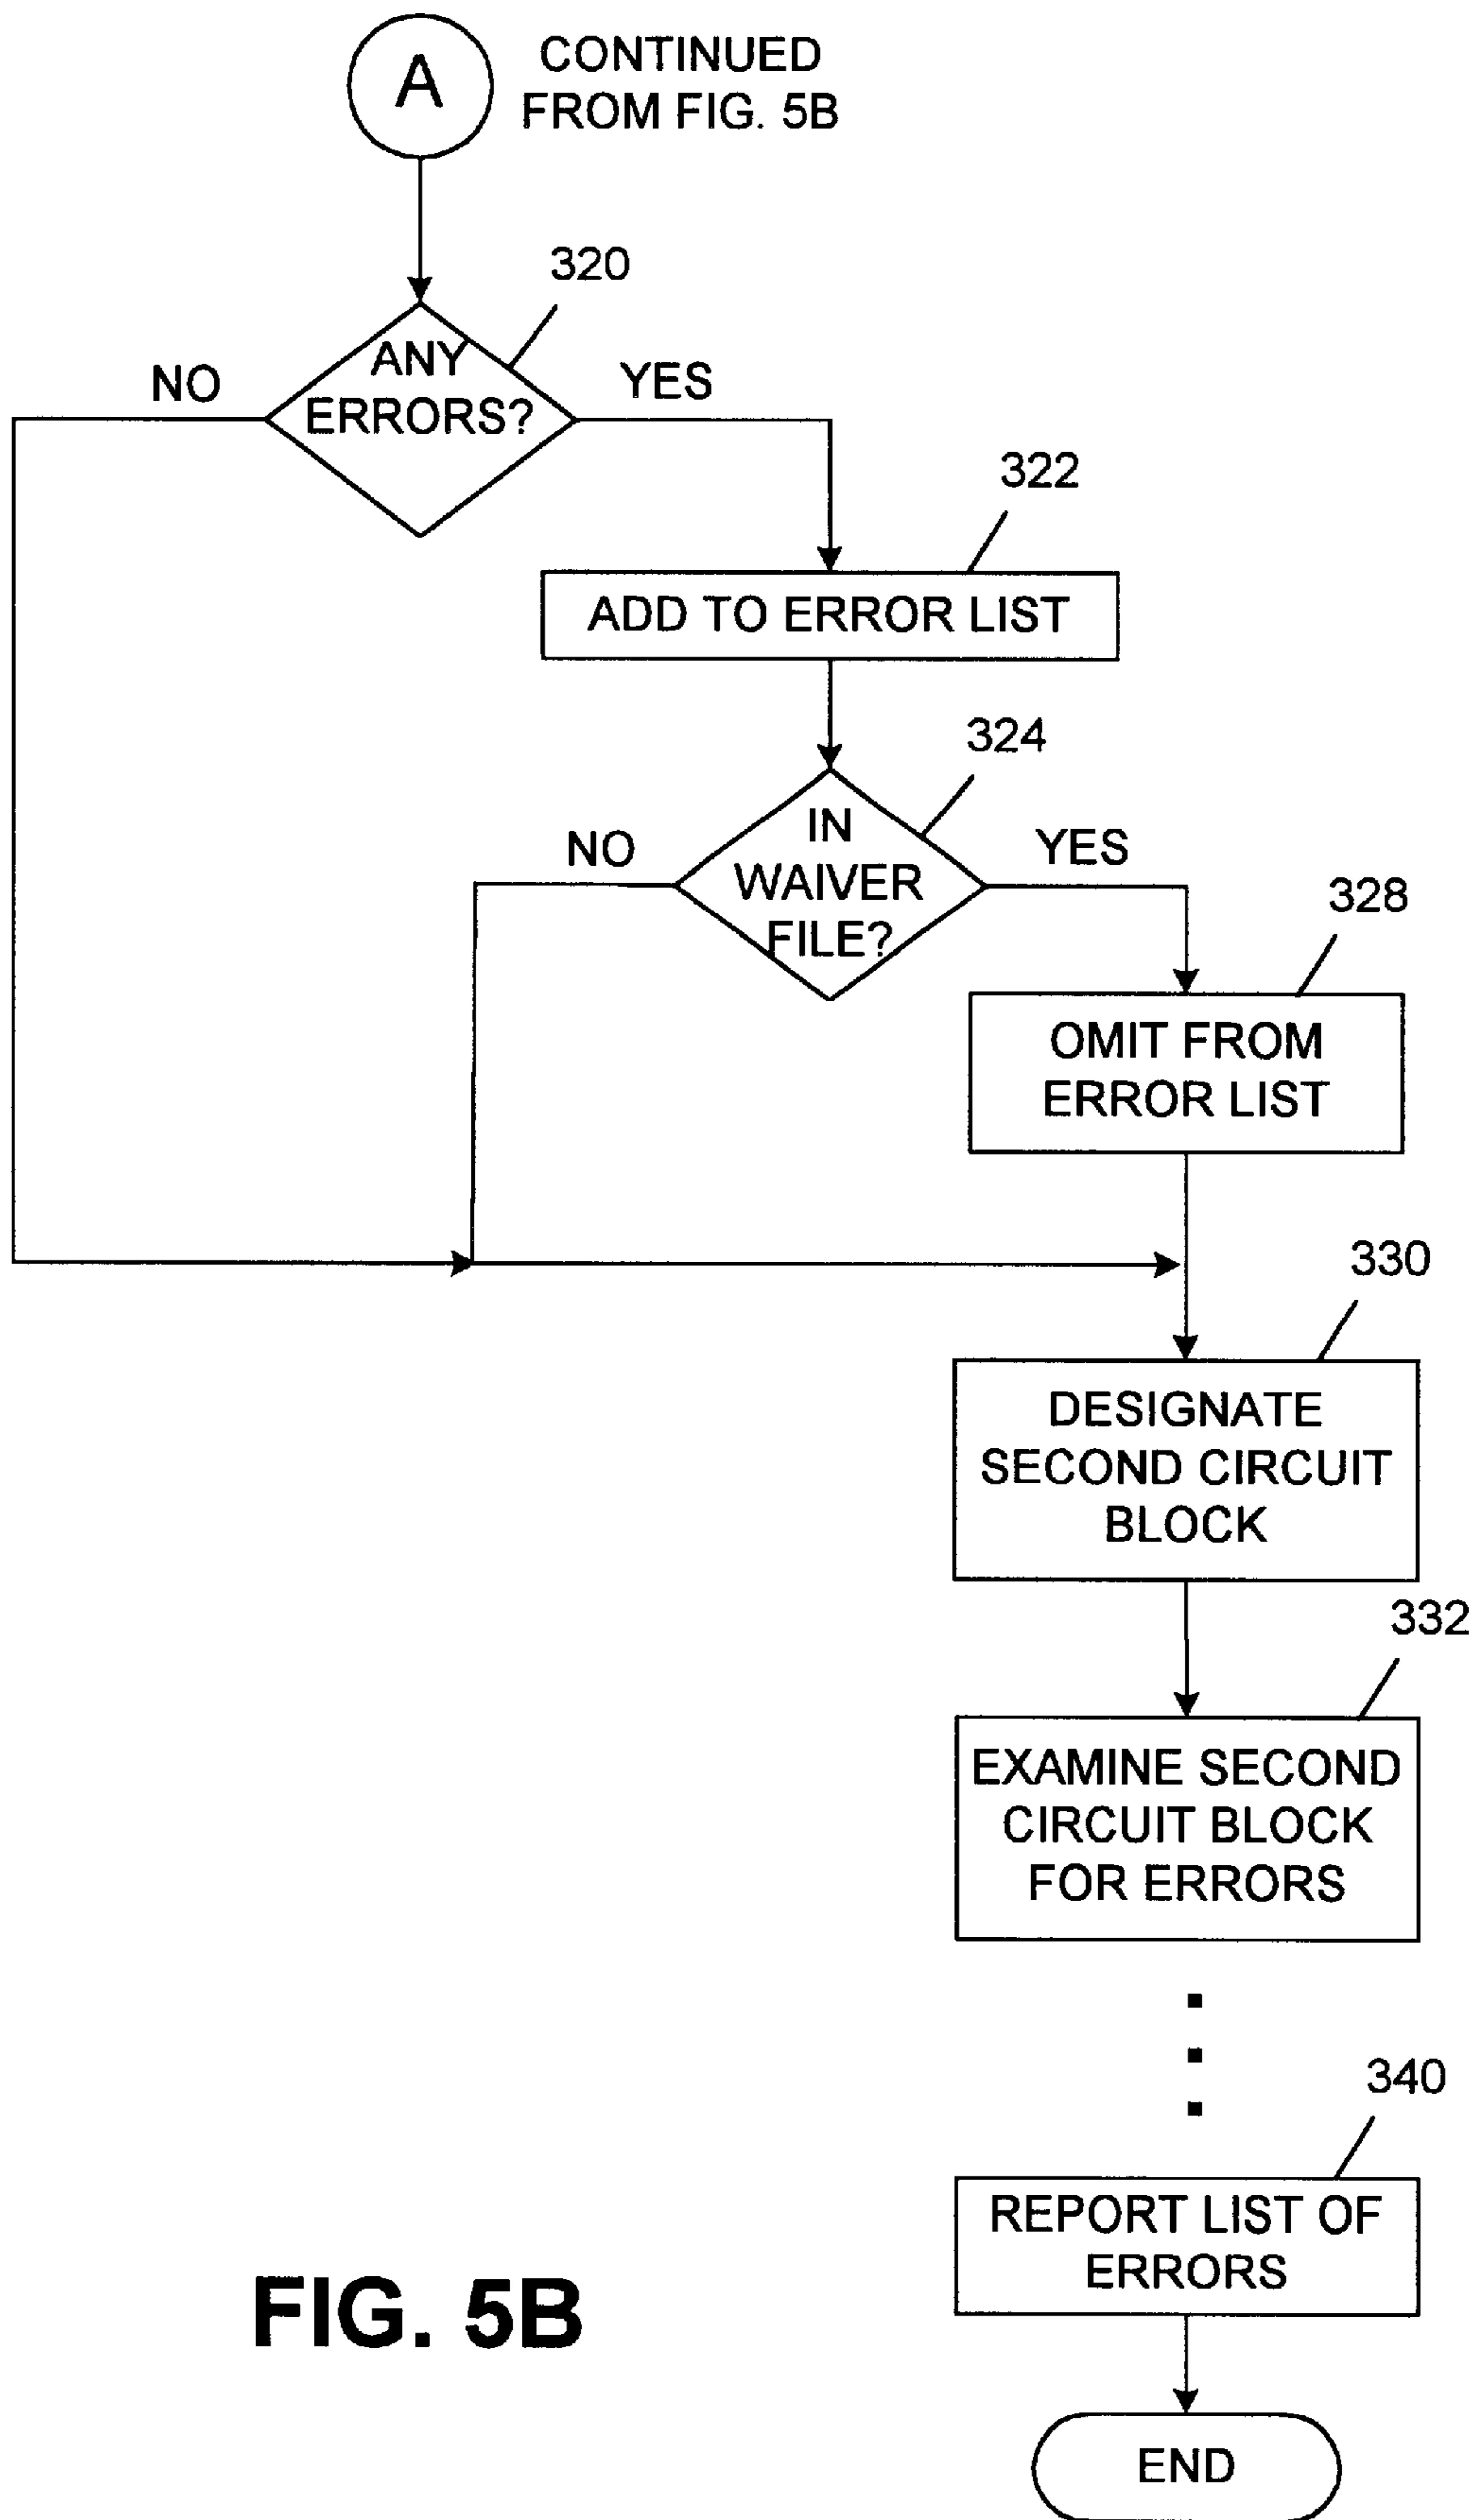 A
CONTINUED
FROM FIG. 5B
320
ANY
ERRORS?
NO
YES
322
ADD TO ERROR LIST
324
IN
WAIVER
FILE?
NO
YES
328
OMIT FROM
ERROR LIST
330
DESIGNATE
SECOND CIRCUIT
BLOCK
332
EXAMINE SECOND
CIRCUIT BLOCK
FOR ERRORS
340
REPORT LIST OF
ERRORS
FIG. 5B
END